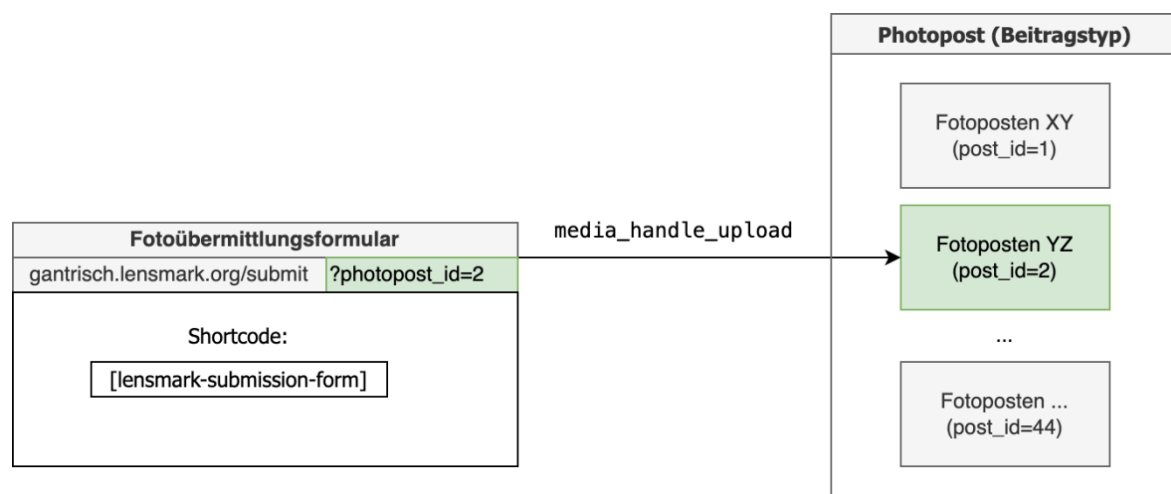 Photopost (Beitragstyp)
Fotoposten XY
(post_id=1)
Fotoübermittlungsformular
gantrisch.lensmark.org/submit ?photopost_id=2
Shortcode:
[lensmark-submission-form]
media_handle_upload
Fotoposten YZ
(post_id=2)
...
Fotoposten ...
(post_id=44)